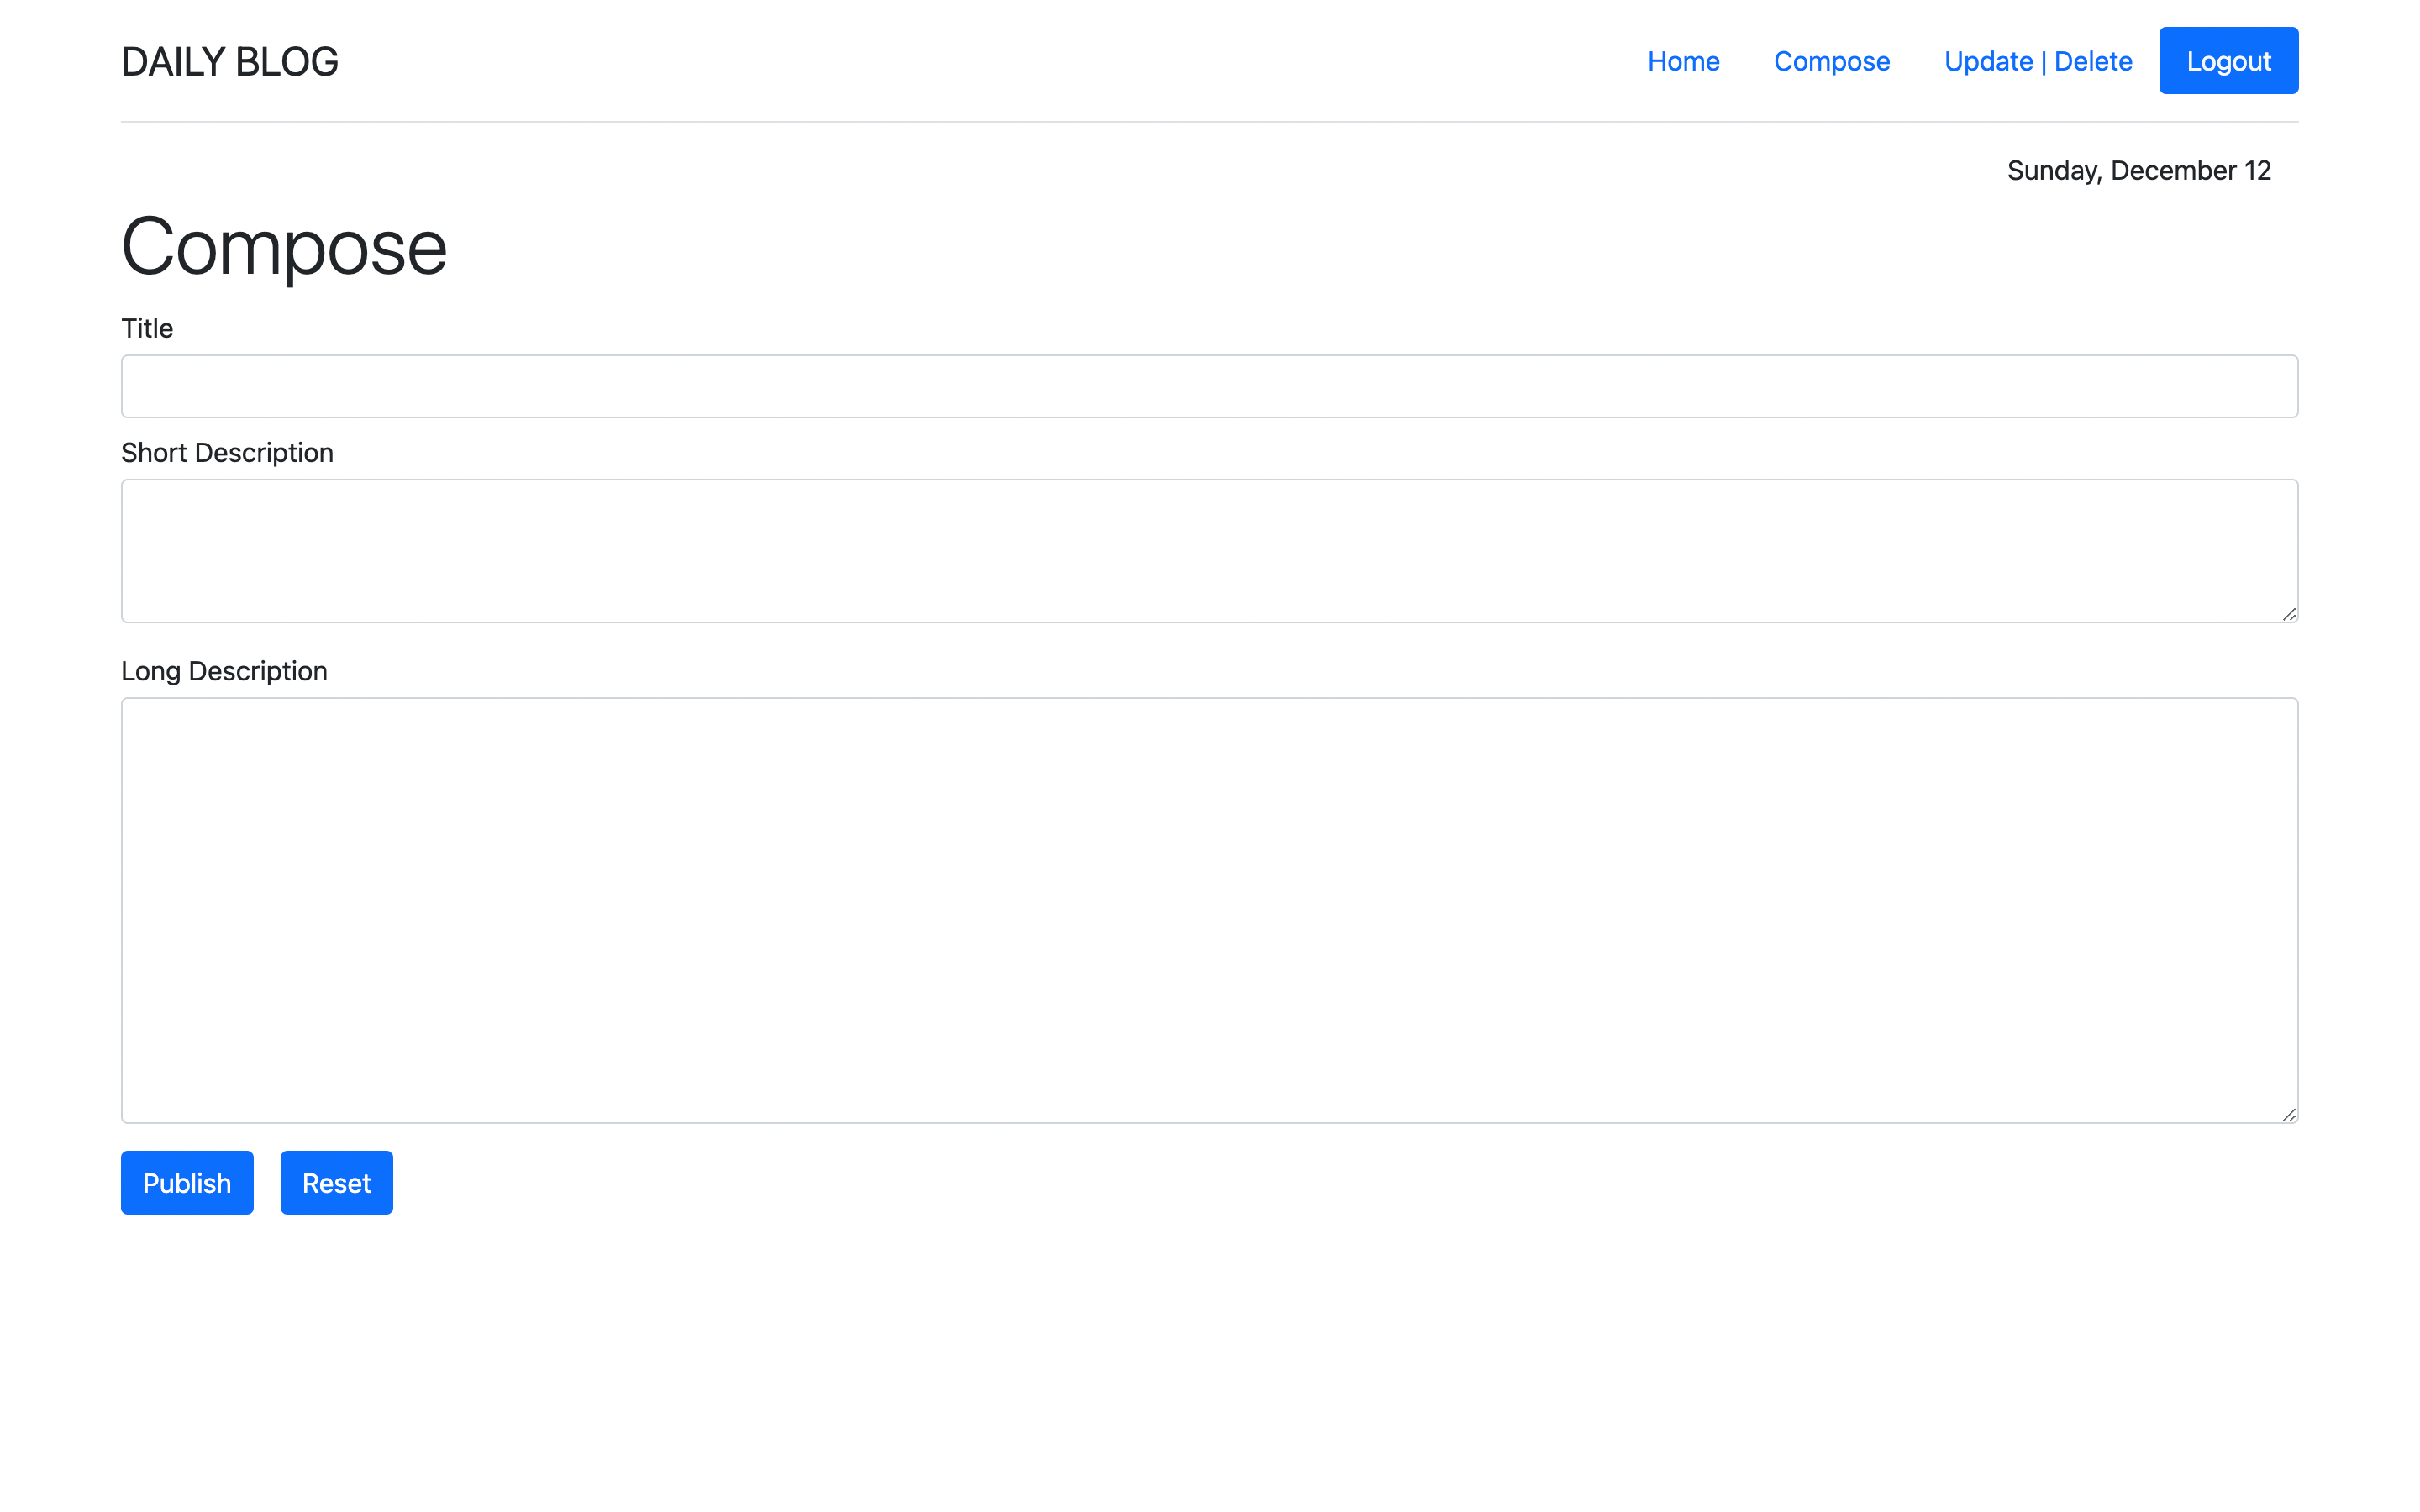 DAILY BLOG
Home Compose Update | Delete Logout
Sunday, December 12
Compose
Title
Short Description
Long Description
Publish Reset